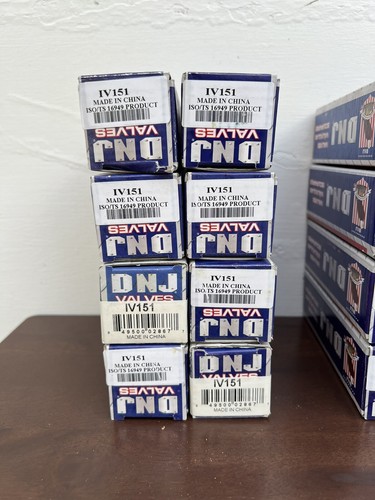 IV151
MADE IN CHINA
ISO/TS 16949 PRODUCT
VALVES
DNJ
IV151
MADE IN CHINA
ISO/TS 16949 PRODUCT
VALVES
DNJ
IV151
MADE IN CHINA
ISO/TS 16949 PRODUCT
VALVES
DNJ
IV151
MADE IN CHINA
ISO/TS 16949 PRODUCT
VALVES
DNJ
DNJ
VALVES
IV151
49500 02867
MADE IN CHINA
IV151
MADE IN CHINA
ISO/TS 16949 PRODUCT
VALVES
DNJ
IV151
MADE IN CHINA
ISO/TS 16949 PRODUCT
VALVES
DNJ
DNJ
VALVES
IV151
49500 02867
MADE IN CHINA
DNJ
DNJ
DNJ
DNJ